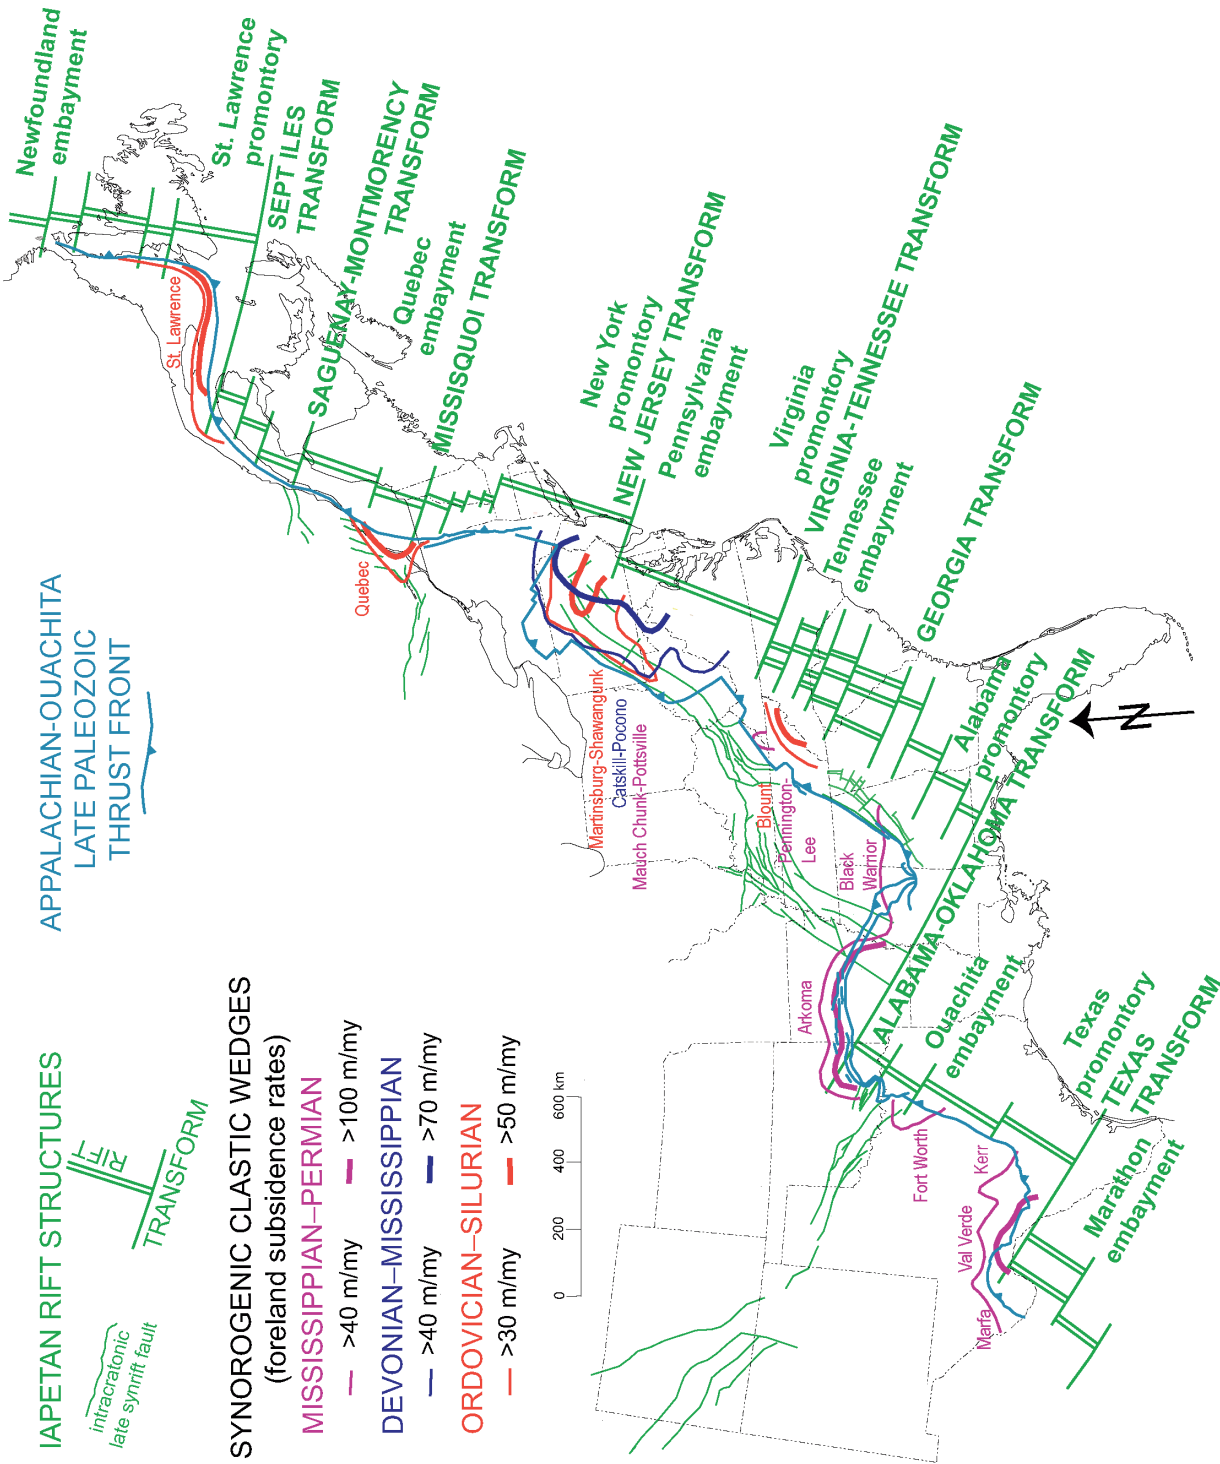 IAPETAN RIFT STRUCTURES
intracratonic
late synrift fault
RIFT
TRANSFORM
APPALACHIAN-OUACHITA
LATE PALEOZOIC
THRUST FRONT
SYNOROGENIC CLASTIC WEDGES
(foreland subsidence rates)
MISSISSIPPIAN–PERMIAN
>40 m/my
>100 m/my
DEVONIAN–MISSISSIPPIAN
>40 m/my
>70 m/my
ORDOVICIAN–SILURIAN
>30 m/my
>50 m/my
0 200 400 600 km
N
Newfoundland
embayment
St. Lawrence
promontory
SEPT ILES
TRANSFORM
SAGUENAY-MONTMORENCY
TRANSFORM
Quebec
embayment
MISSISQUOI TRANSFORM
New York
promontory
NEW JERSEY TRANSFORM
Pennsylvania
embayment
Virginia
promontory
VIRGINIA-TENNESSEE TRANSFORM
Tennessee
embayment
GEORGIA TRANSFORM
Alabama
promontory
ALABAMA-OKLAHOMA TRANSFORM
Ouachita
embayment
Texas
promontory
TEXAS
TRANSFORM
Marathon
embayment
St. Lawrence
Quebec
Martinsburg-Shawangunk
Catskill-Pocono
Mauch Chunk-Pottsville
Blount
Pennington-
Lee
Black
Warrior
Arkoma
Fort Worth
Kerr
Val Verde
Marfa